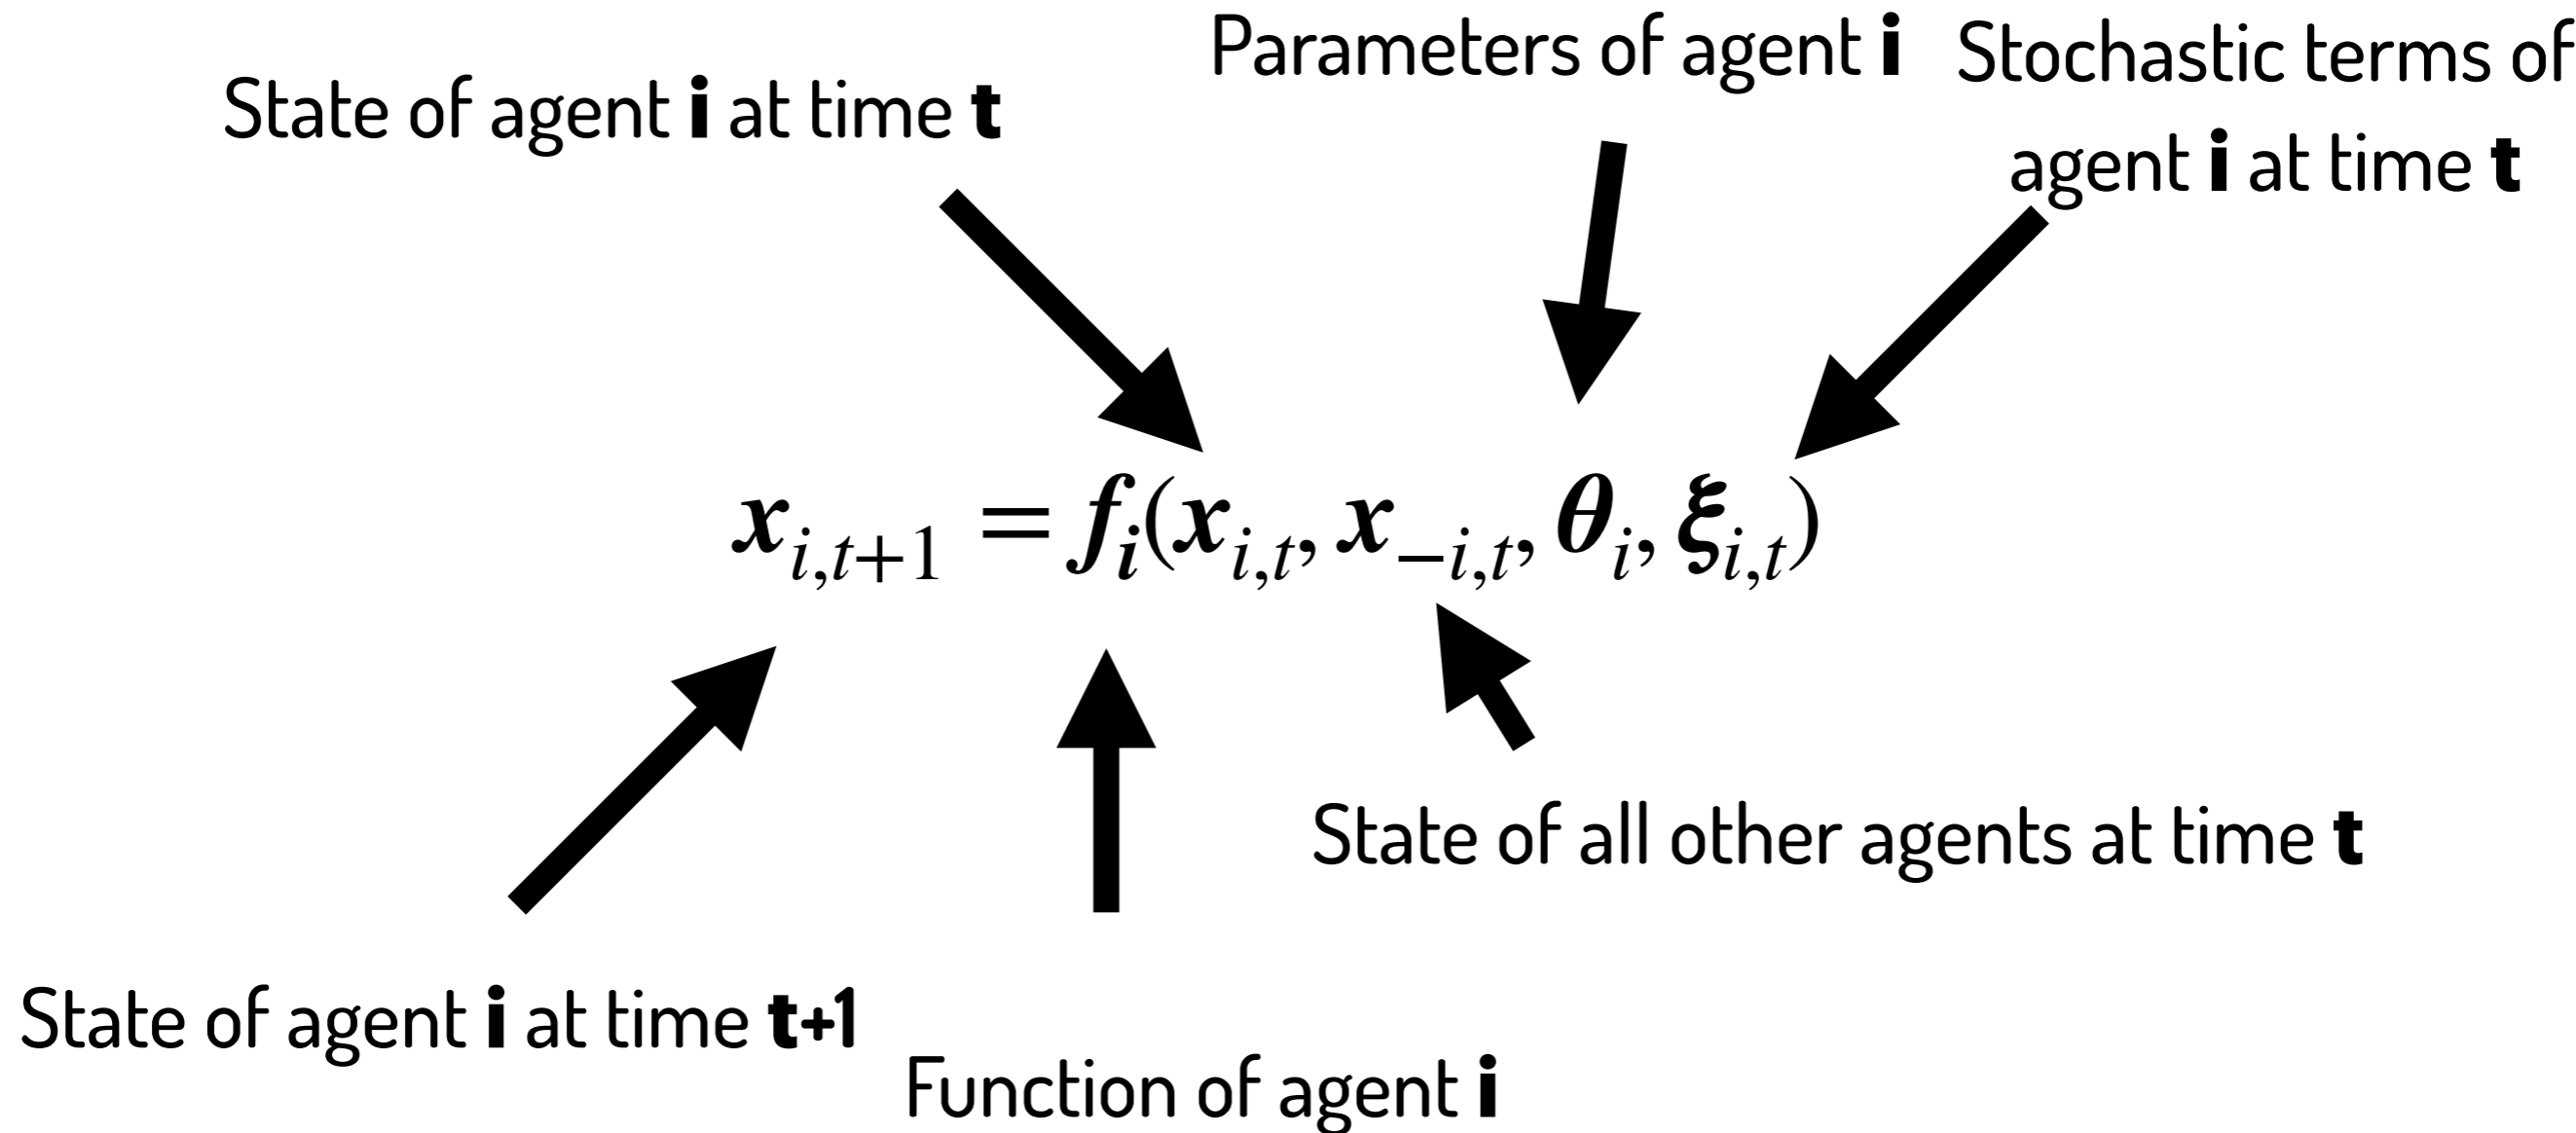 Parameters of agent i
Stochastic terms of
agent i at time t
State of agent i at time t
x_{i,t+1} = f_i(x_{i,t}, x_{−i,t}, θ_i, ξ_{i,t})
State of all other agents at time t
State of agent i at time t+1
Function of agent i